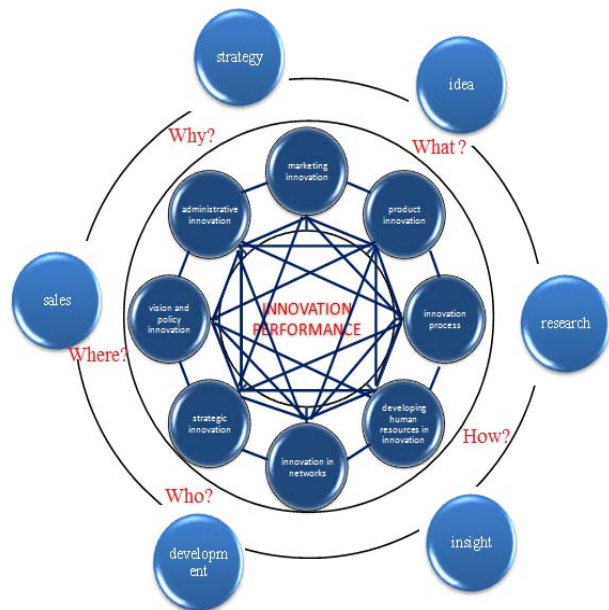 strategy
idea
Why?
What ?
marketing
innovation
administrative
innovation
product
innovation
sales
vision and
policy
innovation
INNOVATION
PERFORMANCE
innovation
process
research
Where?
strategic
innovation
developing
human
resources in
innovation
How?
innovation in
networks
Who?
developm
ent
insight